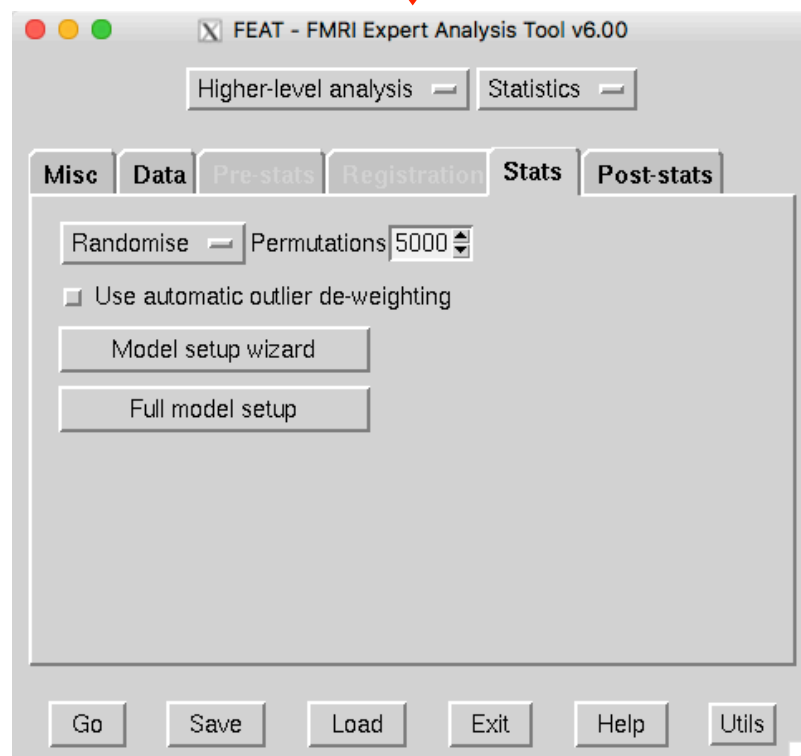 FEAT - FMRI Expert Analysis Tool v6.00
Higher-level analysis Statistics
Misc Data Pre-stats Registration Stats Post-stats
Randomise Permutations 5000
Use automatic outlier de-weighting
Model setup wizard
Full model setup
Go Save Load Exit Help Utils